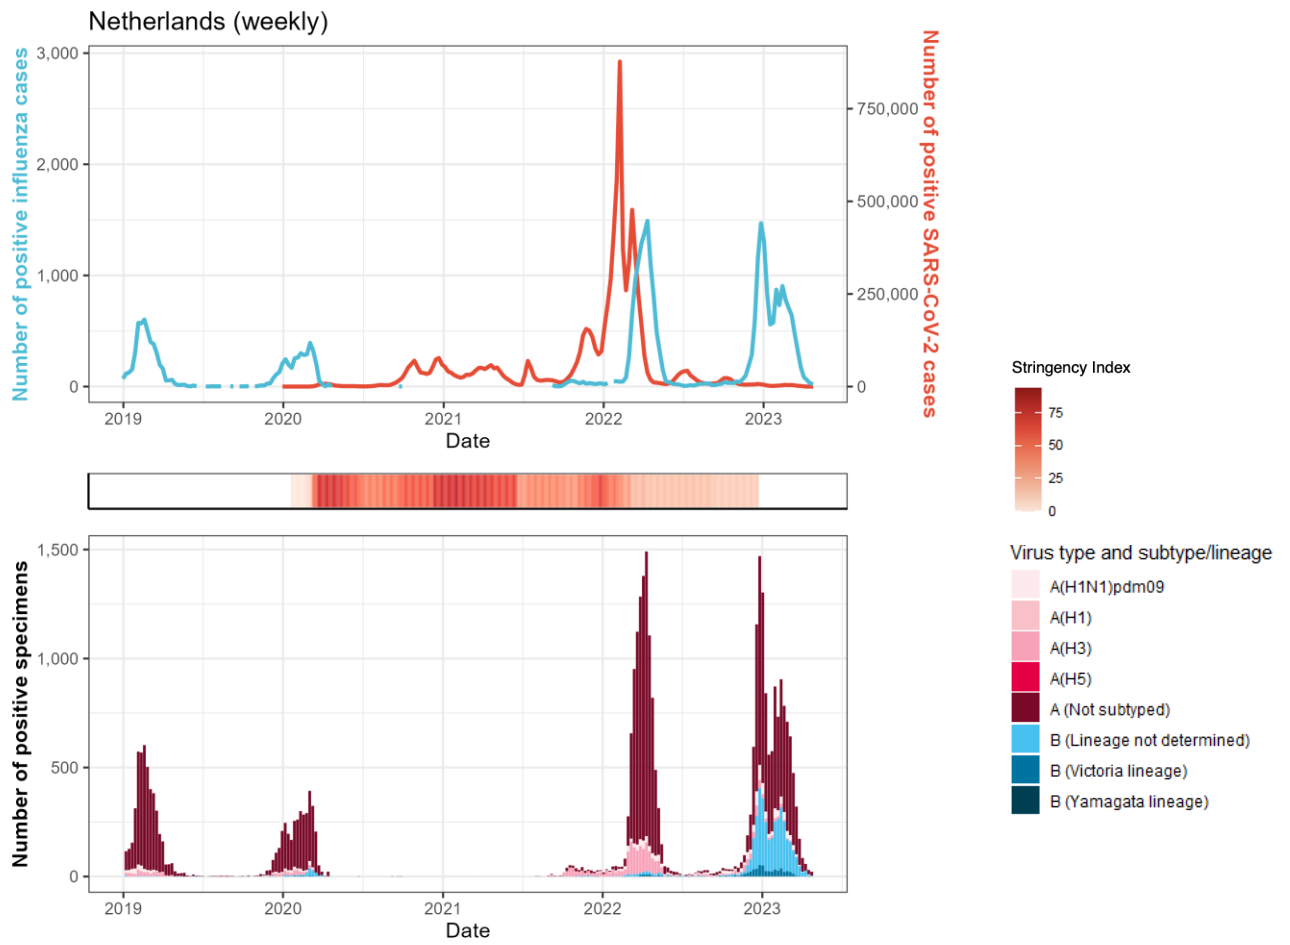 Netherlands (weekly)
Number of positive influenza cases
3,000
2,000
1,000
0
750,000
500,000
250,000
0
Number of positive SARS-CoV-2 cases
2019 2020 2021 2022 2023
Date
Stringency Index
75
50
25
0
Number of positive specimens
1,500
1,000
500
0
2019 2020 2021 2022 2023
Date
Virus type and subtype/lineage
A(H1N1)pdm09
A(H1)
A(H3)
A(H5)
A (Not subtyped)
B (Lineage not determined)
B (Victoria lineage)
B (Yamagata lineage)